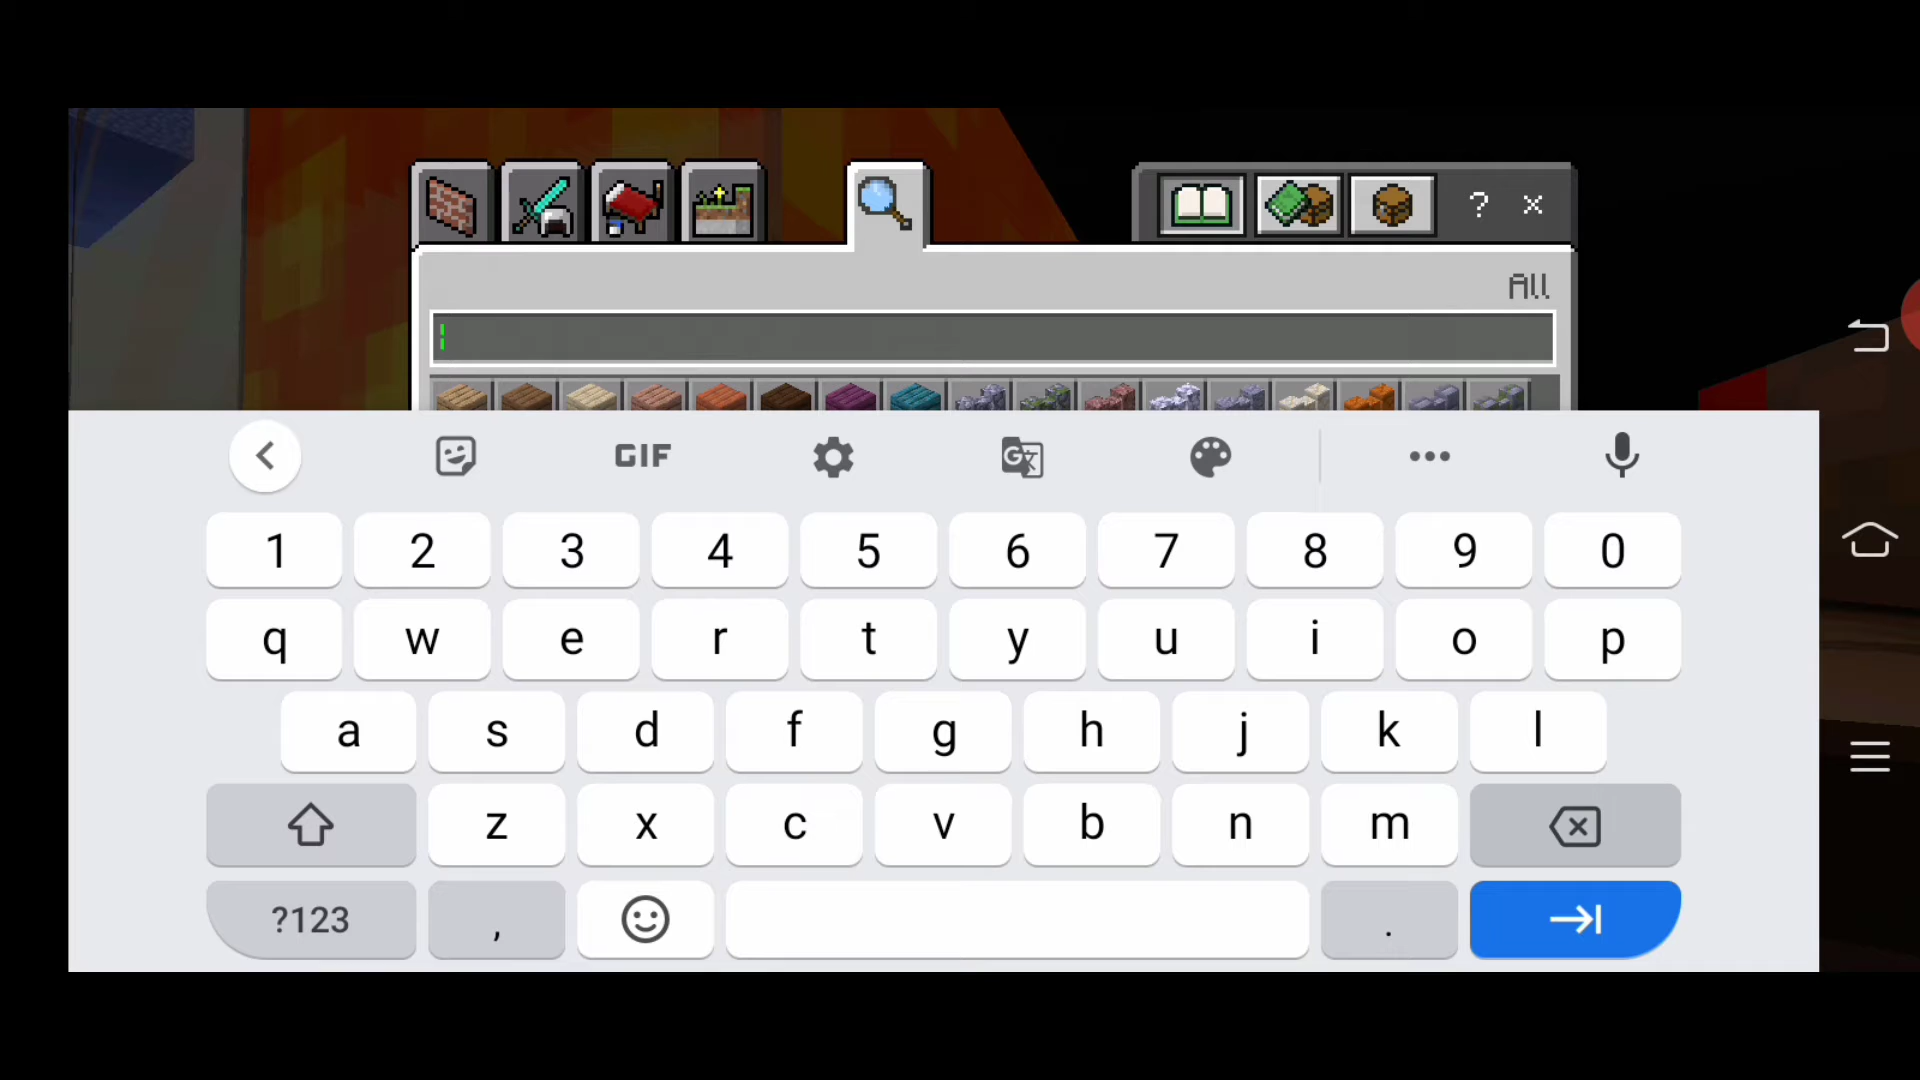 ? ×
All
GIF
1 2 3 4 5 6 7 8 9 0
q w e r t y u i o p
a s d f g h j k l
z x c v b n m
?123 , .